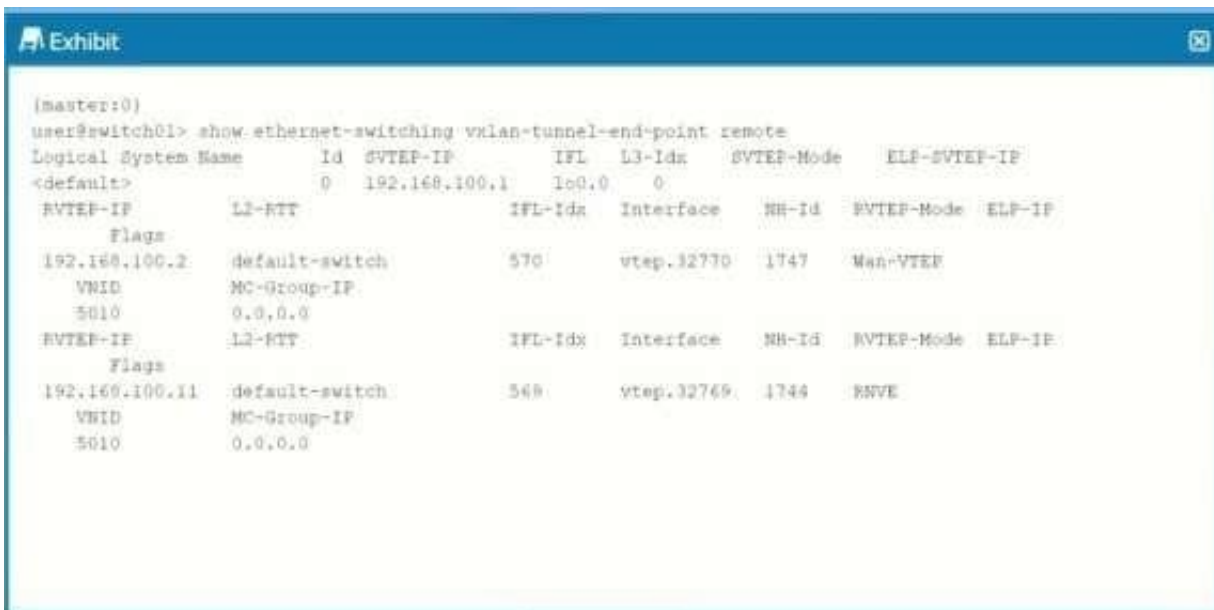 Exhibit
{master:0}
user@switch01> show ethernet-switching vxlan-tunnel-end-point remote
Logical System Name Id SVTEP-IP IFL L3-Idx SVTEP-Mode ELP-SVTEP-IP
<default> 0 192.168.100.1 lo0.0 0
RVTEP-IP L2-RTT IFL-Idx Interface NH-Id RVTEP-Mode ELP-IP
Flags
192.168.100.2 default-switch 570 vtep.32770 1747 Wan-VTEP
VNID MC-Group-IP
5010 0.0.0.0
RVTEP-IP L2-RTT IFL-Idx Interface NH-Id RVTEP-Mode ELP-IP
Flags
192.168.100.11 default-switch 569 vtep.32769 1744 RNVE
VNID MC-Group-IP
5010 0.0.0.0